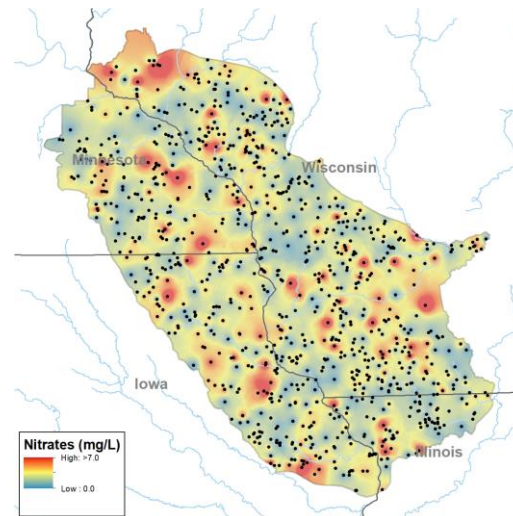 Minnesota
Wisconsin
Iowa
Illinois
Nitrates (mg/L)
High: >7.0
Low : 0.0